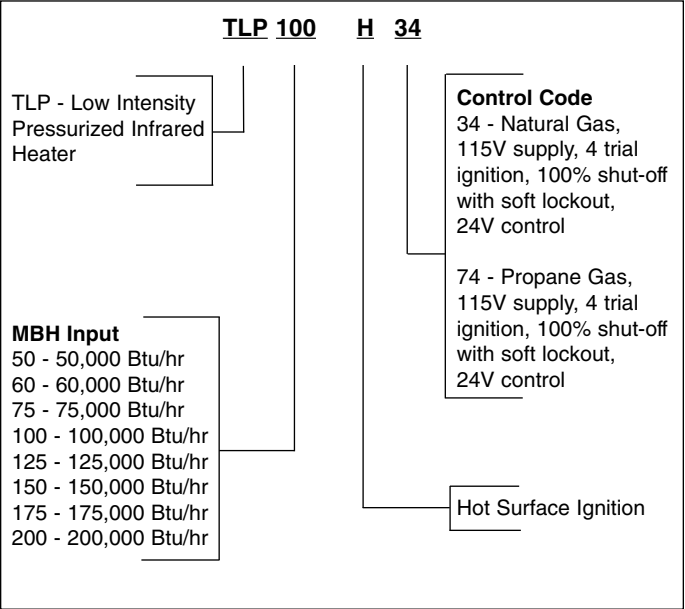 TLP 100 H 34
TLP - Low Intensity
Pressurized Infrared
Heater
MBH Input
50 - 50,000 Btu/hr
60 - 60,000 Btu/hr
75 - 75,000 Btu/hr
100 - 100,000 Btu/hr
125 - 125,000 Btu/hr
150 - 150,000 Btu/hr
175 - 175,000 Btu/hr
200 - 200,000 Btu/hr
Control Code
34 - Natural Gas,
115V supply, 4 trial
ignition, 100% shut-off
with soft lockout,
24V control
74 - Propane Gas,
115V supply, 4 trial
ignition, 100% shut-off
with soft lockout,
24V control
Hot Surface Ignition